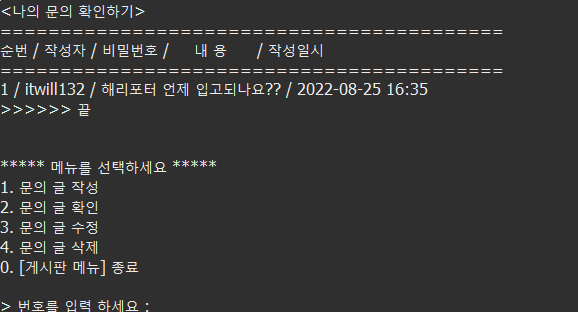 <나의 문의 확인하기>
==========================================
순번 / 작성자 / 비밀번호 / 내 용 / 작성일시
==========================================
1 / itwill132 / 해리포터 언제 입고되나요?? / 2022-08-25 16:35
>>>>>> 끝
***** 메뉴를 선택하세요 *****
1. 문의 글 작성
2. 문의 글 확인
3. 문의 글 수정
4. 문의 글 삭제
0. [게시판 메뉴] 종료
> 번호를 입력 하세요 :